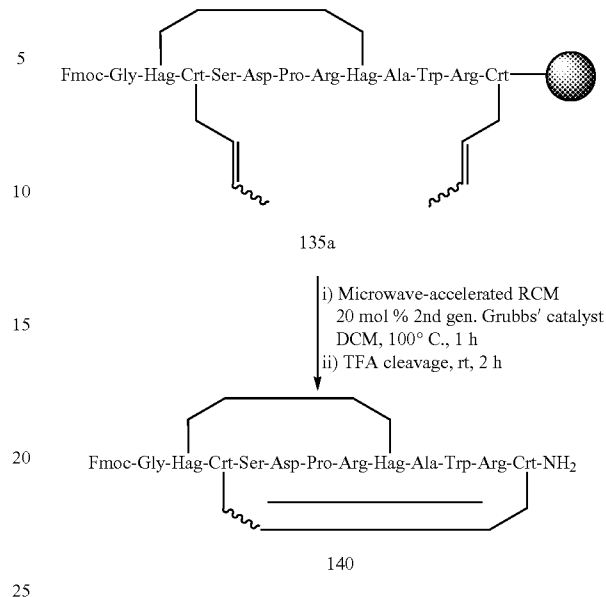 5
Fmoc-Gly-Hag-Crt-Ser-Asp-Pro-Arg-Hag-Ala-Trp-Arg-Crt
10
135a
i) Microwave-accelerated RCM
15
20 mol % 2nd gen. Grubbs' catalyst
DCM, 100° C., 1 h
ii) TFA cleavage, rt, 2 h
20
Fmoc-Gly-Hag-Crt-Ser-Asp-Pro-Arg-Hag-Ala-Trp-Arg-Crt-NH₂
140
25